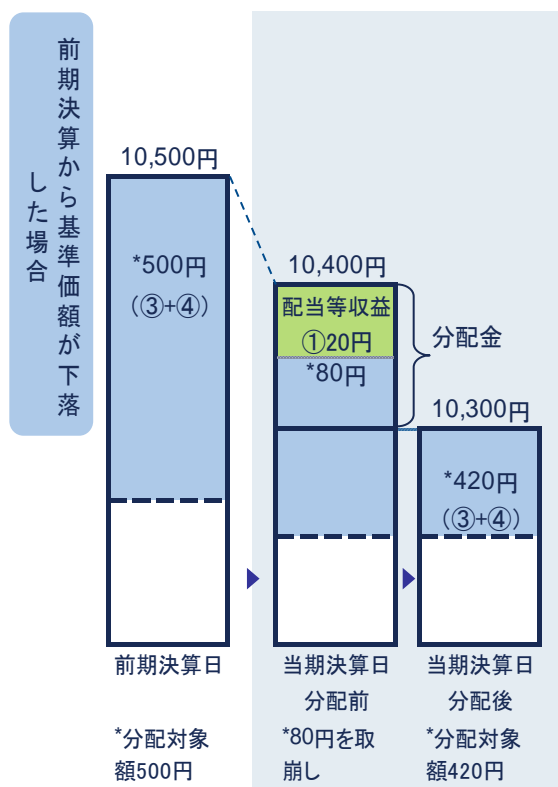 前期決算から基準価額が下落
した場合
10,500円
*500円
(③+④)
10,400円
配当等収益
①20円
*80円
分配金
10,300円
*420円
(③+④)
前期決算日
当期決算日
分配前
当期決算日
分配後
*分配対象
額500円
*80円を取
崩し
*分配対象
額420円